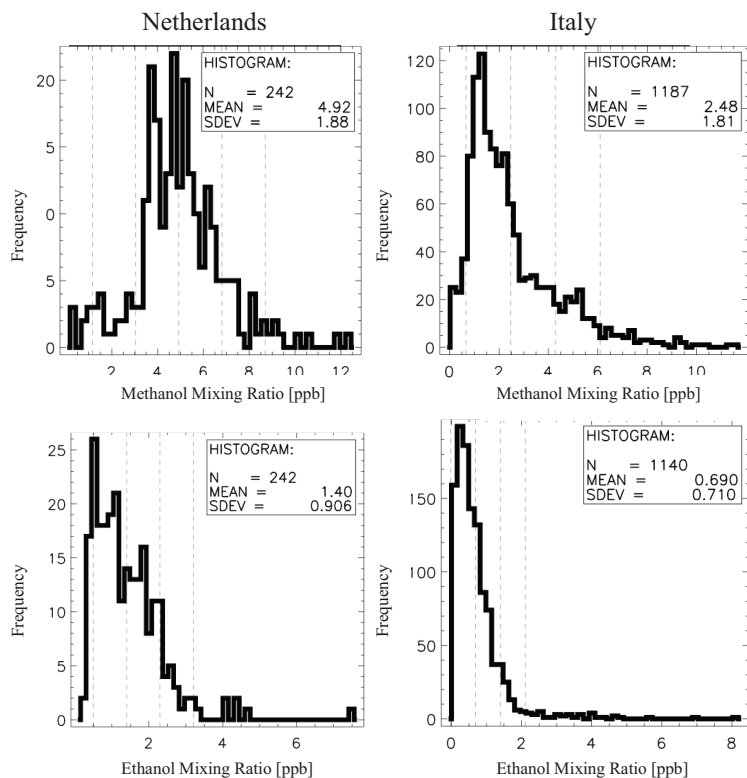 Netherlands
Italy
HISTOGRAM:
N = 242
MEAN = 4.92
SDEV = 1.88
20
5
0
5
0
Frequency
2 4 6 8 10 12
Methanol Mixing Ratio [ppb]
HISTOGRAM:
N = 1187
MEAN = 2.48
SDEV = 1.81
120
100
80
60
40
20
0
Frequency
0 2 4 6 8 10
Methanol Mixing Ratio [ppb]
HISTOGRAM:
N = 242
MEAN = 1.40
SDEV = 0.906
25
20
15
10
5
0
Frequency
2 4 6
Ethanol Mixing Ratio [ppb]
HISTOGRAM:
N = 1140
MEAN = 0.690
SDEV = 0.710
150
100
50
0
Frequency
0 2 4 6 8
Ethanol Mixing Ratio [ppb]